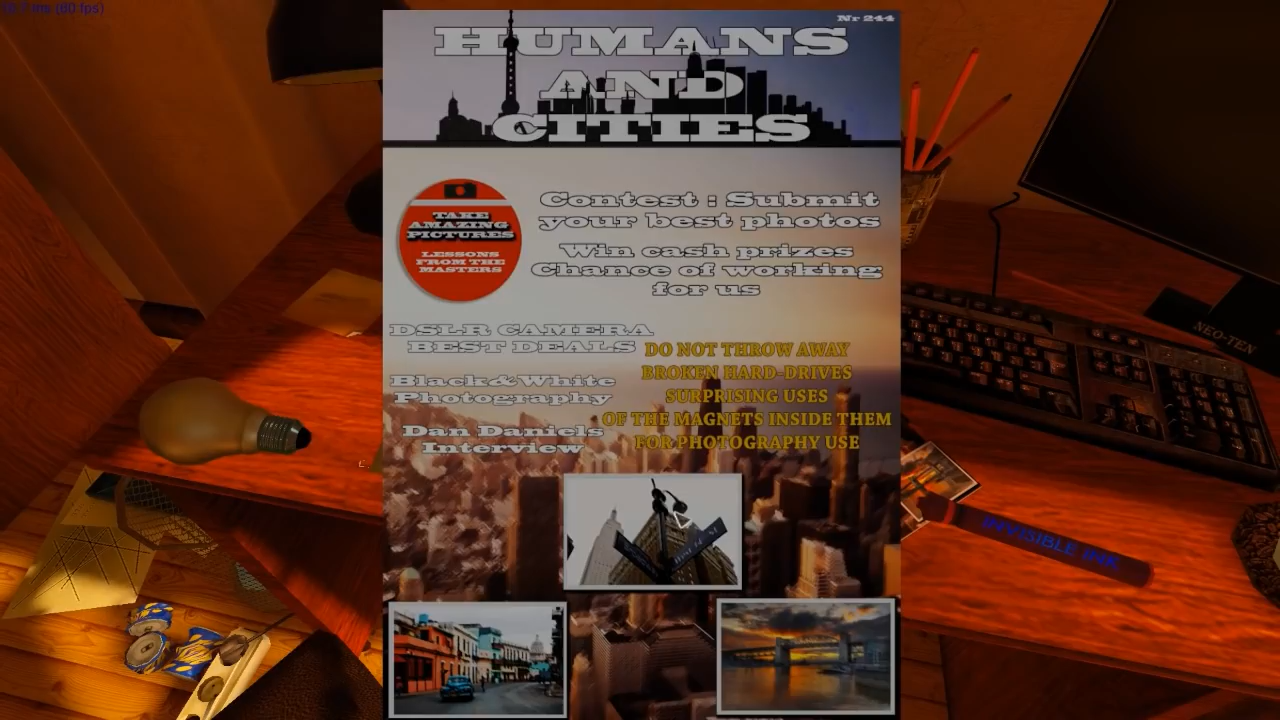 (60 fps)
Nr 244
HUMANS
AND
CITIES
TAKE
AMAZING
PICTURES
LESSONS
FROM THE
MASTERS
Contest : Submit
your best photos
Win cash prizes
Chance of working
for us
DSLR CAMERA
BEST DEALS
Black&White
Photography
Dan Daniels
Interview
DO NOT THROW AWAY
BROKEN HARD-DRIVES
SURPRISING USES
OF THE MAGNETS INSIDE THEM
FOR PHOTOGRAPHY USE
NEO-TEN
INVISIBLE INK